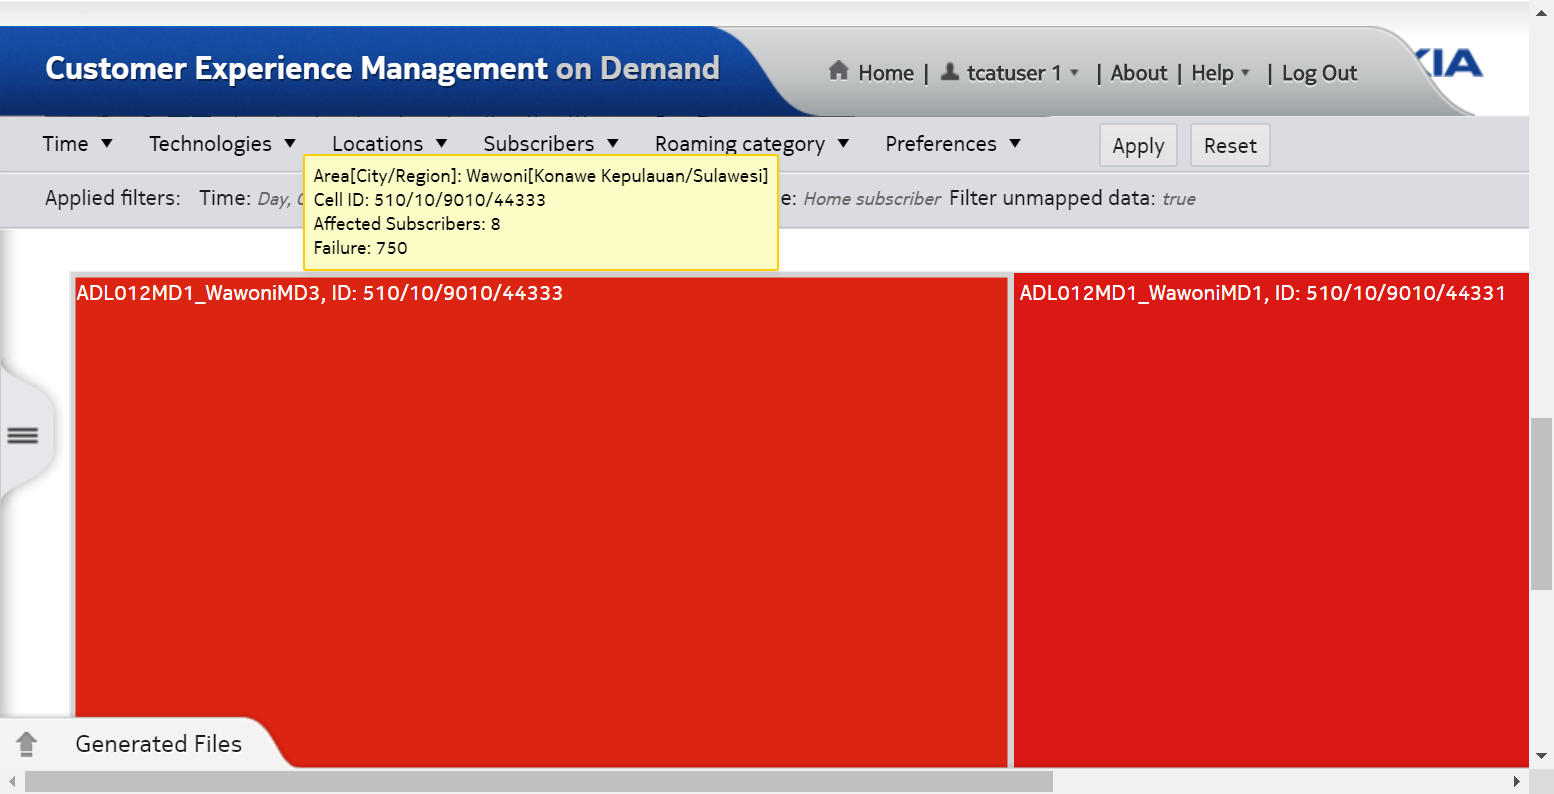 Customer Experience Management on Demand
Home | tcatuser 1 | About | Help | Log Out
Time Technologies Locations Subscribers Roaming category Preferences Apply Reset
Applied filters: Time: Day, Home subscriber Filter unmapped data: true
Area[City/Region]: Wawoni[Konawe Kepulauan/Sulawesi]
Cell ID: 510/10/9010/44333
Affected Subscribers: 8
Failure: 750
ADL012MD1_WawoniMD3, ID: 510/10/9010/44333
ADL012MD1_WawoniMD1, ID: 510/10/9010/44331
Generated Files